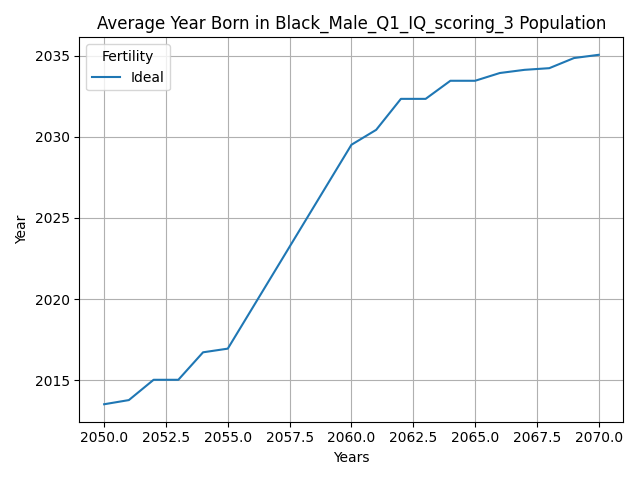 Average Year Born in Black_Male_Q1_IQ_scoring_3 Population
Fertility
Ideal
2035
2030
2025
2020
2015
Year
2050.0 2052.5 2055.0 2057.5 2060.0 2062.5 2065.0 2067.5 2070.0
Years